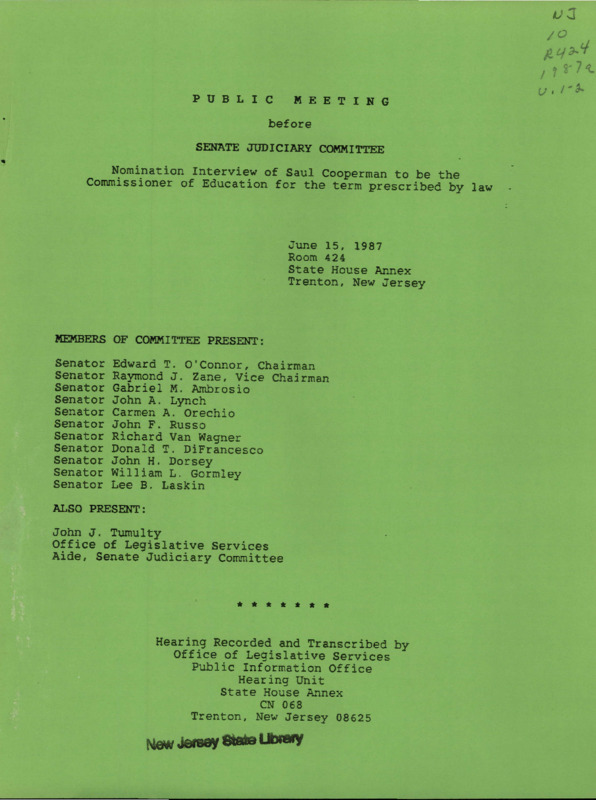 NJ
10
R424
1987a
v.1-2
PUBLIC MEETING
before
SENATE JUDICIARY COMMITTEE
Nomination Interview of Saul Cooperman to be the
Commissioner of Education for the term prescribed by law
June 15, 1987
Room 424
State House Annex
Trenton, New Jersey
MEMBERS OF COMMITTEE PRESENT:
Senator Edward T. O'Connor, Chairman
Senator Raymond J. Zane, Vice Chairman
Senator Gabriel M. Ambrosio
Senator John A. Lynch
Senator Carmen A. Orechio
Senator John F. Russo
Senator Richard Van Wagner
Senator Donald T. DiFrancesco
Senator John H. Dorsey
Senator William L. Gormley
Senator Lee B. Laskin
ALSO PRESENT:
John J. Tumulty
Office of Legislative Services
Aide, Senate Judiciary Committee
* * * * * * *
Hearing Recorded and Transcribed by
Office of Legislative Services
Public Information Office
Hearing Unit
State House Annex
CN 068
Trenton, New Jersey 08625
New Jersey State Library